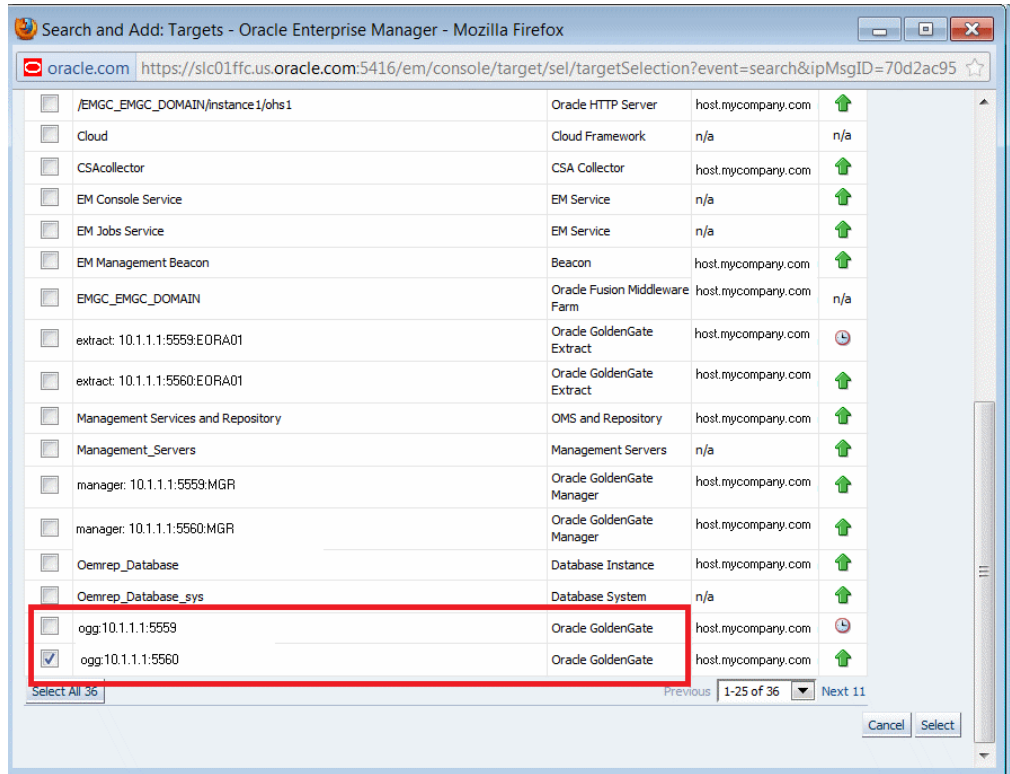 Search and Add: Targets - Oracle Enterprise Manager - Mozilla Firefox
oracle.com https://slc01ffc.us.oracle.com:5416/em/console/target/sel/targetSelection?event=search&ipMsgID=70d2ac95
/EMGC_EMGC_DOMAIN/instance1/ohs1 Oracle HTTP Server host.mycompany.com
Cloud Cloud Framework n/a n/a
CSAcollector CSA Collector host.mycompany.com
EM Console Service EM Service n/a
EM Jobs Service EM Service n/a
EM Management Beacon Beacon host.mycompany.com
EMGC_EMGC_DOMAIN Oracle Fusion Middleware Farm host.mycompany.com n/a
extract: 10.1.1.1:5559:EORA01 Oracle GoldenGate Extract host.mycompany.com
extract: 10.1.1.1:5560:EORA01 Oracle GoldenGate Extract host.mycompany.com
Management Services and Repository OMS and Repository host.mycompany.com
Management_Servers Management Servers n/a
manager: 10.1.1.1:5559:MGR Oracle GoldenGate Manager host.mycompany.com
manager: 10.1.1.1:5560:MGR Oracle GoldenGate Manager host.mycompany.com
Oemrep_Database Database Instance host.mycompany.com
Oemrep_Database_sys Database System n/a
ogg:10.1.1.1:5559 Oracle GoldenGate host.mycompany.com
ogg:10.1.1.1:5560 Oracle GoldenGate host.mycompany.com
Select All 36 Previous 1-25 of 36 Next 11
Cancel Select